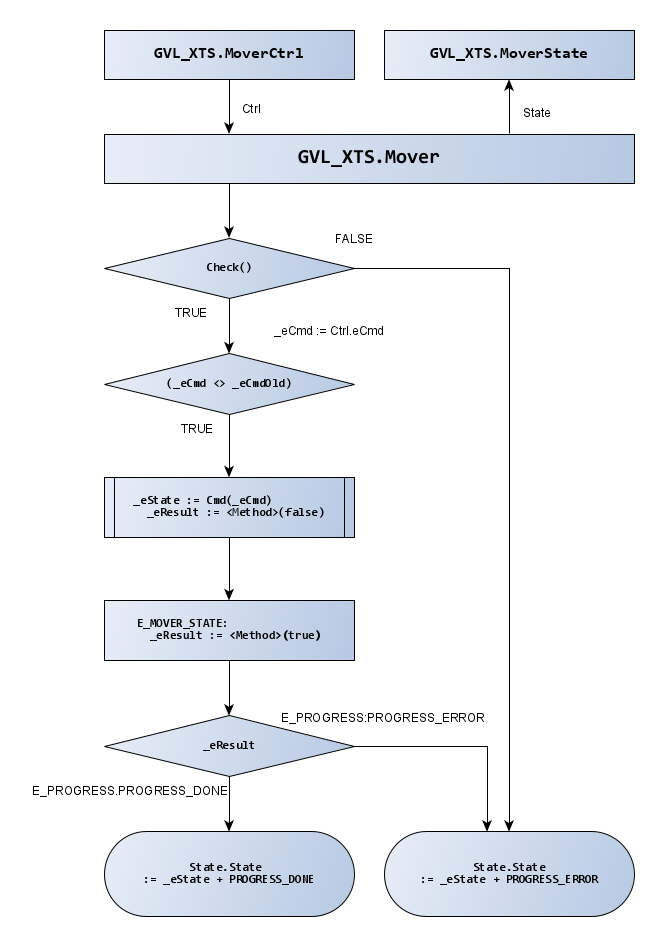 GVL_XTS.MoverCtrl
GVL_XTS.MoverState
Ctrl
State
GVL_XTS.Mover
FALSE
Check()
TRUE
_eCmd := Ctrl.eCmd
(_eCmd <> _eCmdOld)
TRUE
_eState := Cmd(_eCmd)
_eResult := <Method>(false)
E_MOVER_STATE:
_eResult := <Method>(true)
E_PROGRESS:PROGRESS_ERROR
_eResult
E_PROGRESS.PROGRESS_DONE
State.State
:= _eState + PROGRESS_DONE
State.State
:= _eState + PROGRESS_ERROR